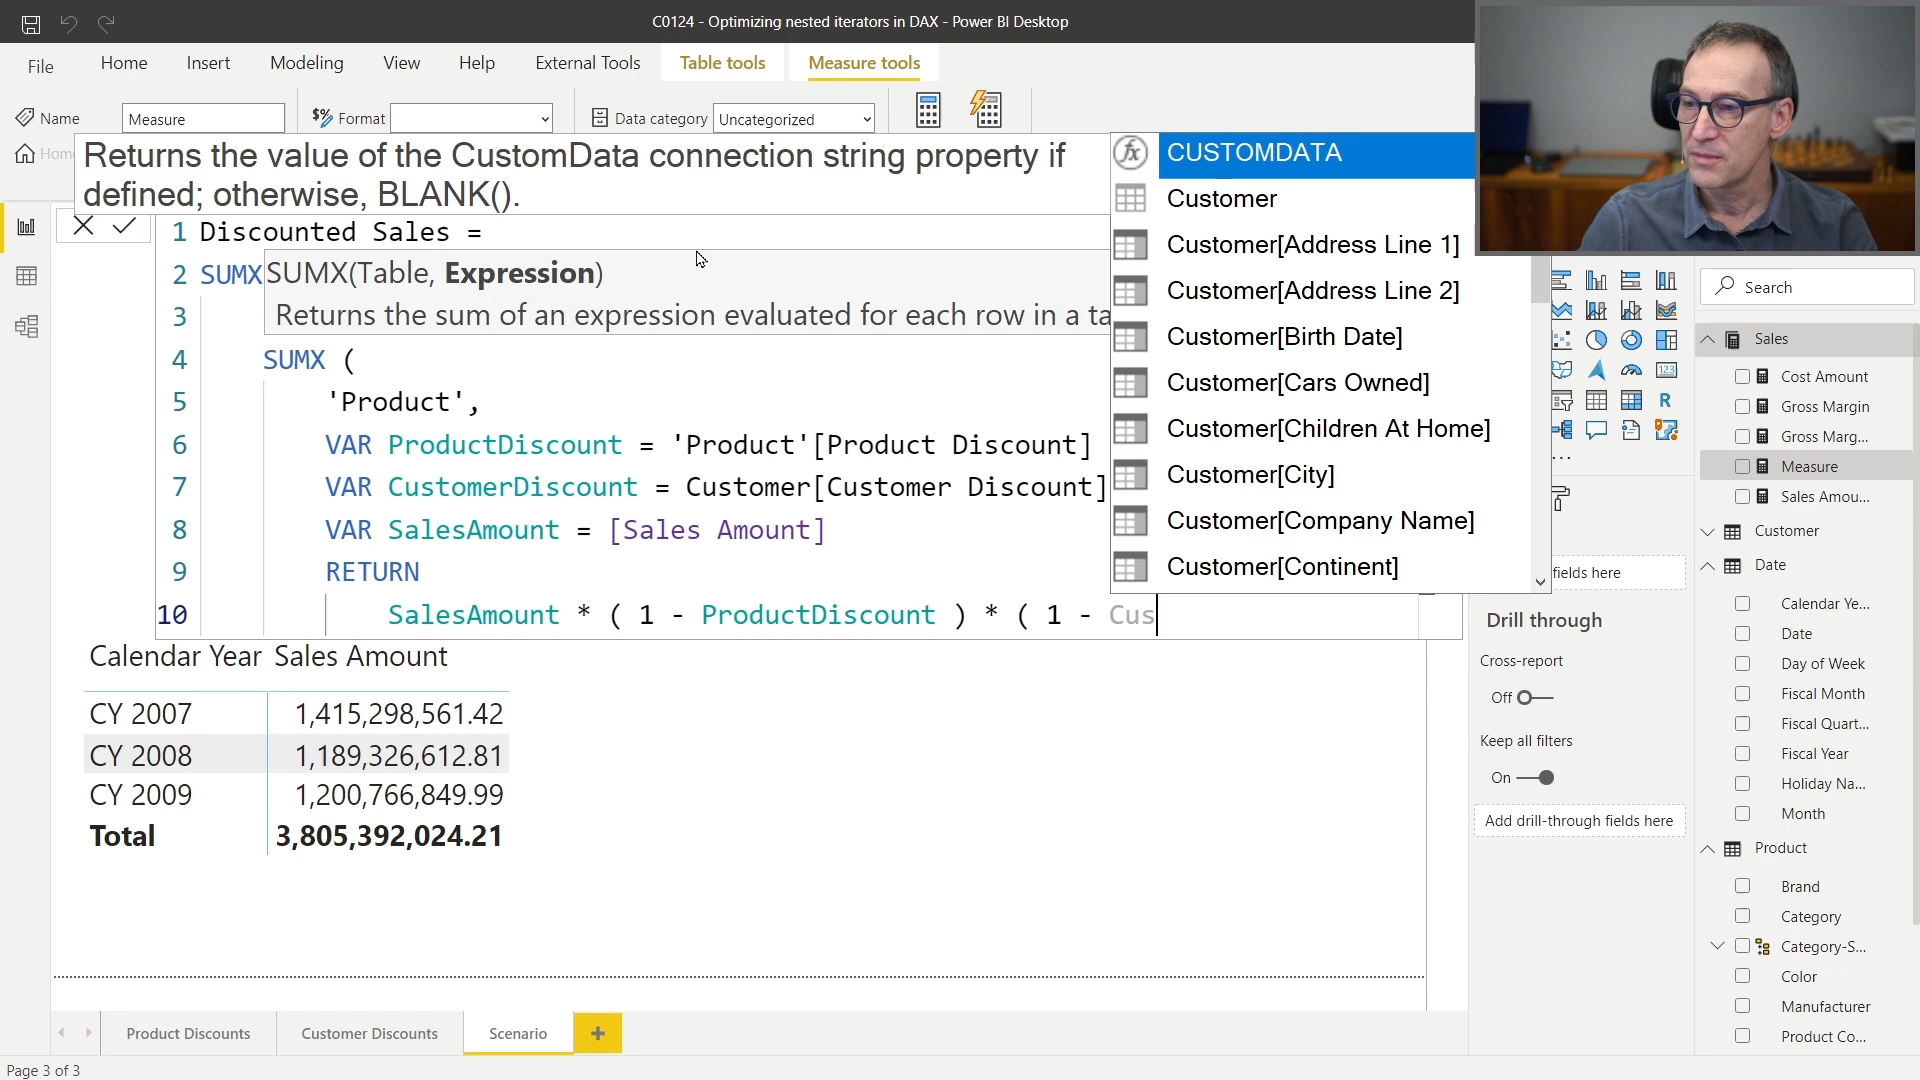 C0124 - Optimizing nested iterators in DAX - Power BI Desktop
File Home Insert Modeling View Help External Tools Table tools Measure tools
Name Measure Format Data category Uncategorized
Home
Returns the value of the CustomData connection string property if
defined; otherwise, BLANK().
CUSTOMDATA
Customer
Customer[Address Line 1]
Customer[Address Line 2]
Customer[Birth Date]
Customer[Cars Owned]
Customer[Children At Home]
Customer[City]
Customer[Company Name]
Customer[Continent]
1 Discounted Sales =
2 SUMX
SUMX(Table, Expression)
Returns the sum of an expression evaluated for each row in a ta
3
4 SUMX (
5 'Product',
6 VAR ProductDiscount = 'Product'[Product Discount]
7 VAR CustomerDiscount = Customer[Customer Discount]
8 VAR SalesAmount = [Sales Amount]
9 RETURN
10 SalesAmount * ( 1 - ProductDiscount ) * ( 1 - Cus
Calendar Year Sales Amount
CY 2007 1,415,298,561.42
CY 2008 1,189,326,612.81
CY 2009 1,200,766,849.99
Total 3,805,392,024.21
123
R
...
fields here
Drill through
Cross-report
Off
Keep all filters
On
Add drill-through fields here
Search
Sales
Cost Amount
Gross Margin
Gross Marg...
Measure
Sales Amou...
Customer
Date
Calendar Ye...
Date
Day of Week
Fiscal Month
Fiscal Quart...
Fiscal Year
Holiday Na...
Month
Product
Brand
Category
Category-S...
Color
Manufacturer
Product Co...
Product Discounts Customer Discounts Scenario +
Page 3 of 3